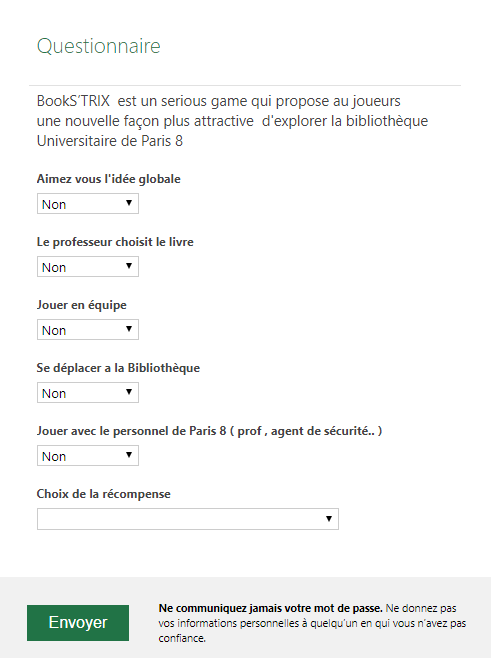 Questionnaire
BookS'TRIX est un serious game qui propose au joueurs
une nouvelle façon plus attractive d'explorer la bibliothèque
Universitaire de Paris 8
Aimez vous l'idée globale
Non
Le professeur choisit le livre
Non
Jouer en équipe
Non
Se déplacer a la Bibliothèque
Non
Jouer avec le personnel de Paris 8 ( prof , agent de sécurité.. )
Non
Choix de la récompense
Envoyer
Ne communiquez jamais votre mot de passe. Ne donnez pas
vos informations personnelles à quelqu'un en qui vous n'avez pas
confiance.